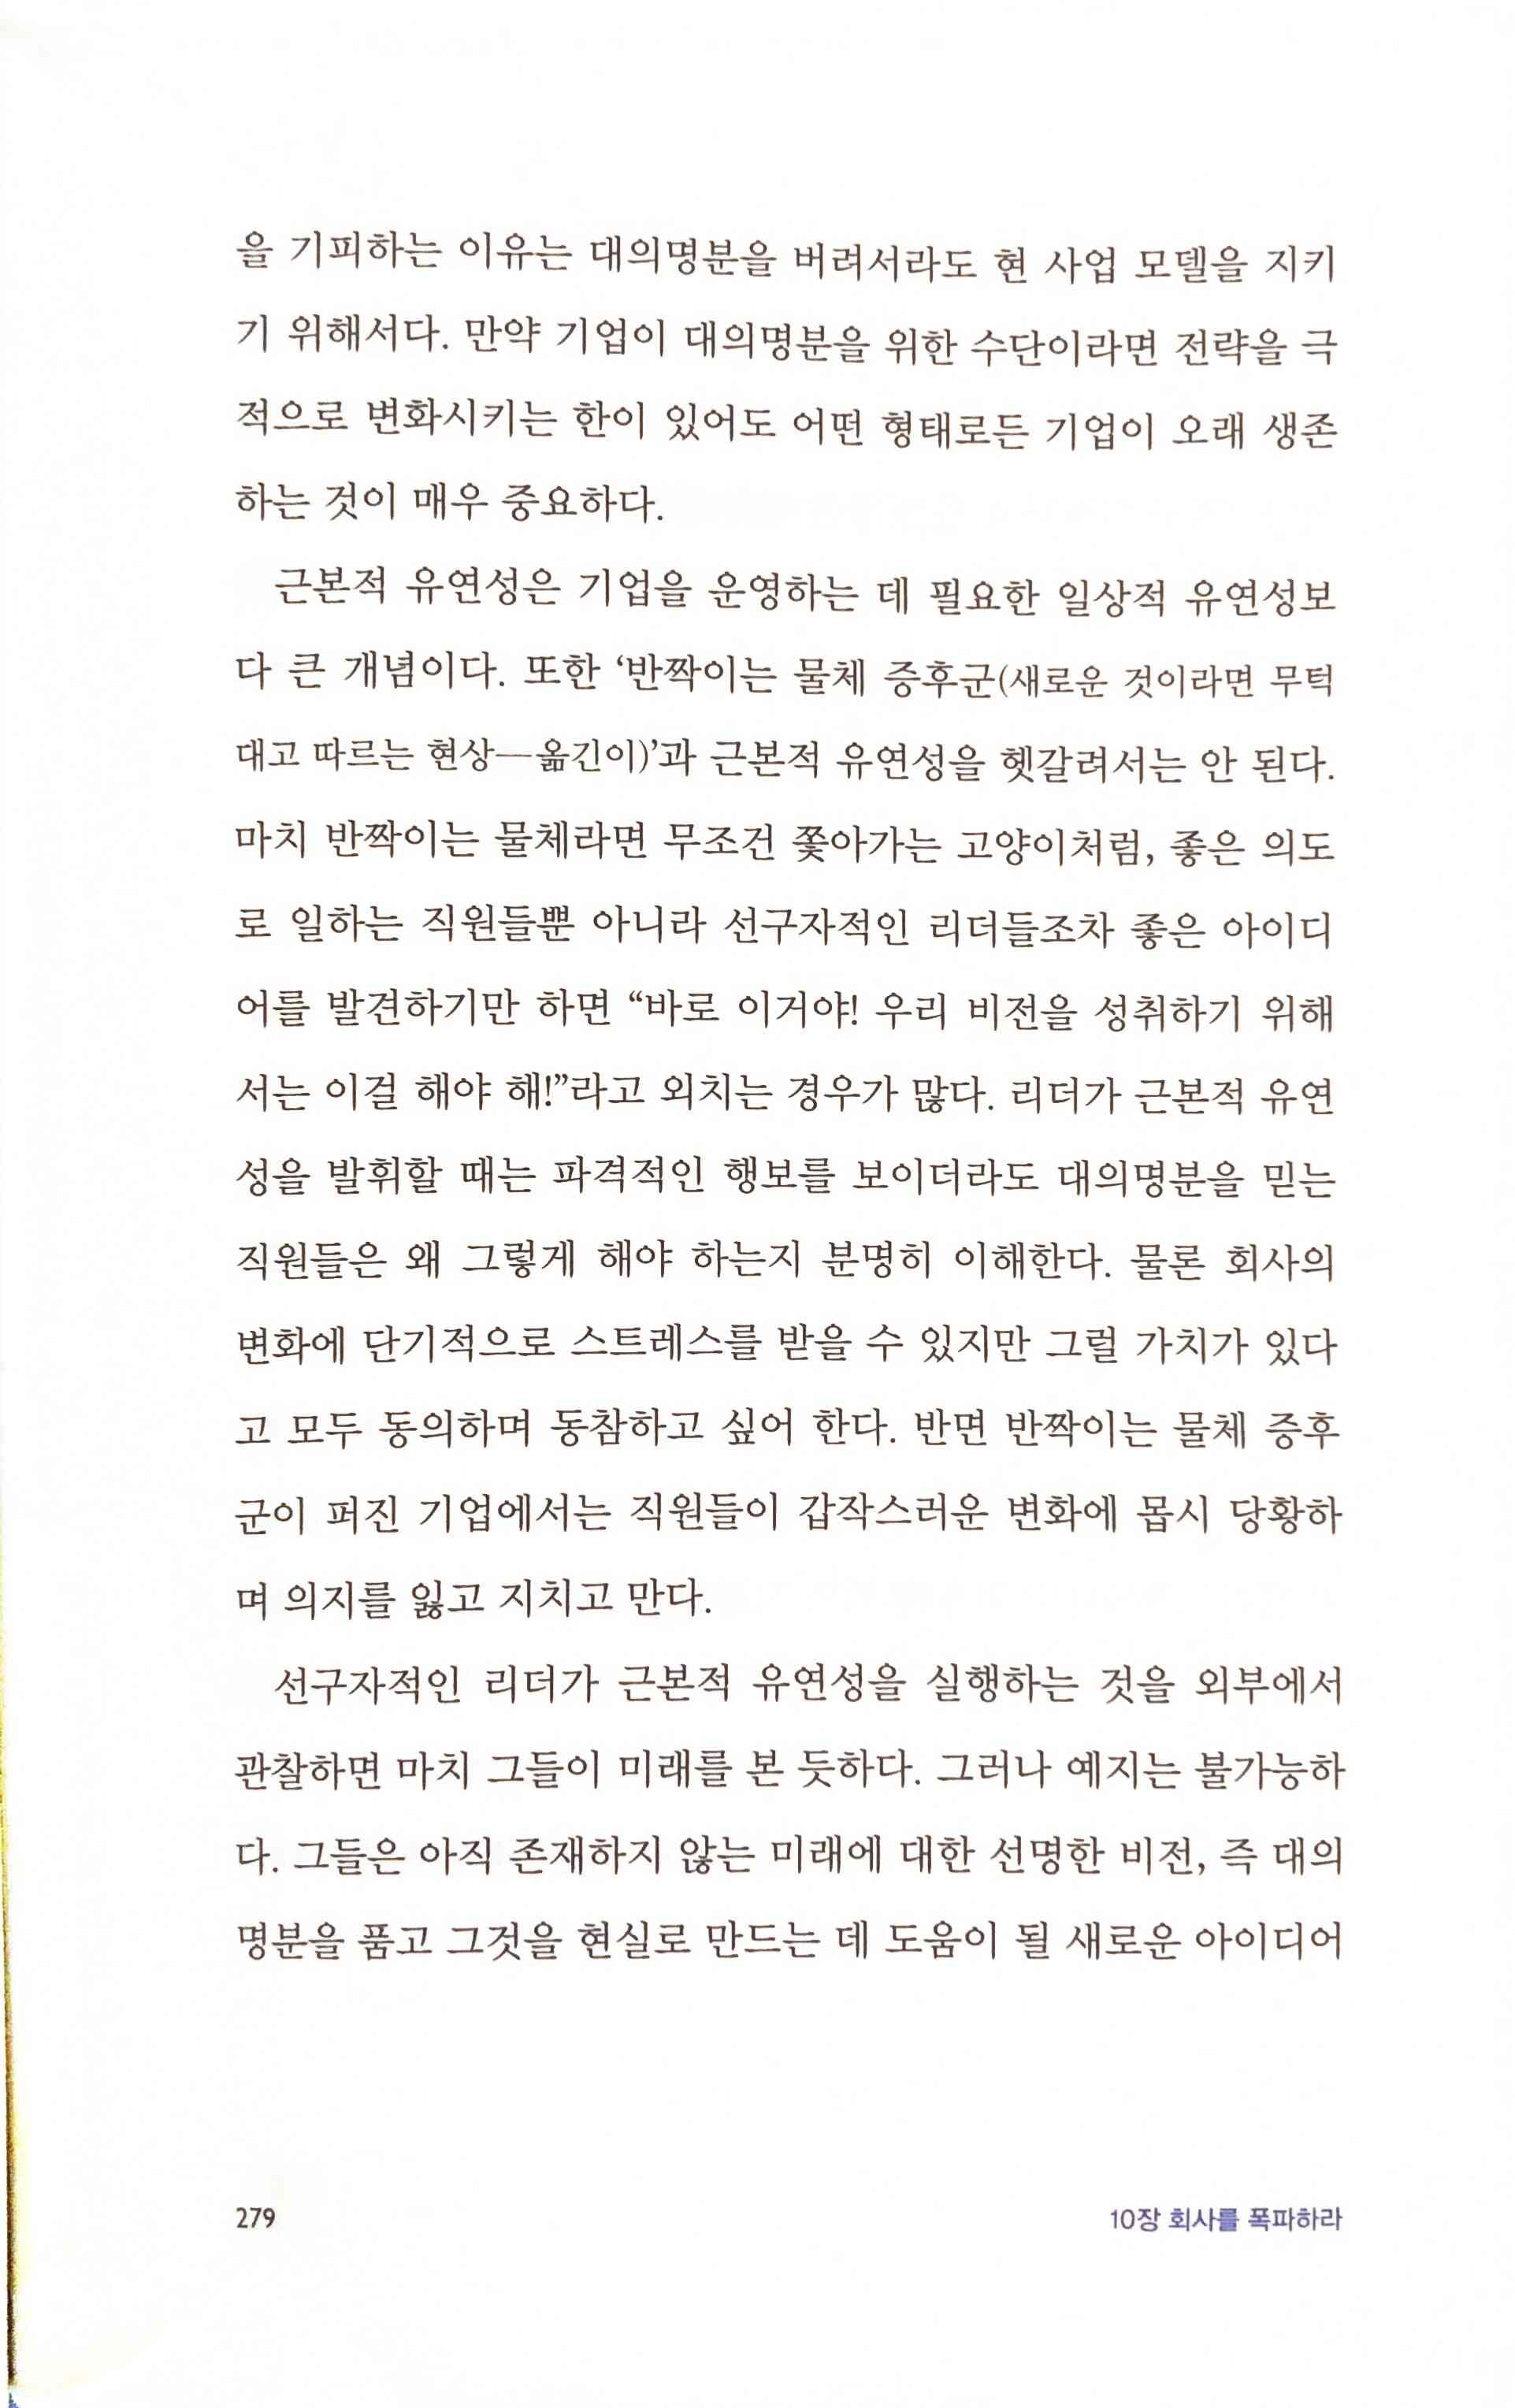 을 기피하는 이유는 대의명분을 버려서라도 현 사업 모델을 지키
기 위해서다. 만약 기업이 대의명분을 위한 수단이라면 전략을 극
적으로 변화시키는 한이 있어도 어떤 형태로든 기업이 오래 생존
하는 것이 매우 중요하다.
근본적 유연성은 기업을 운영하는 데 필요한 일상적 유연성보
다 큰 개념이다. 또한 ‘반짝이는 물체 증후군(새로운 것이라면 무턱
대고 따르는 현상—옮긴이)’과 근본적 유연성을 헷갈려서는 안 된다.
마치 반짝이는 물체라면 무조건 쫓아가는 고양이처럼, 좋은 의도
로 일하는 직원들뿐 아니라 선구자적인 리더들조차 좋은 아이디
어를 발견하기만 하면 “바로 이거야! 우리 비전을 성취하기 위해
서는 이걸 해야 해!”라고 외치는 경우가 많다. 리더가 근본적 유연
성을 발휘할 때는 파격적인 행보를 보이더라도 대의명분을 믿는
직원들은 왜 그렇게 해야 하는지 분명히 이해한다. 물론 회사의
변화에 단기적으로 스트레스를 받을 수 있지만 그럴 가치가 있다
고 모두 동의하며 동참하고 싶어 한다. 반면 반짝이는 물체 증후
군이 퍼진 기업에서는 직원들이 갑작스러운 변화에 몹시 당황하
며 의지를 잃고 지치고 만다.
선구자적인 리더가 근본적 유연성을 실행하는 것을 외부에서
관찰하면 마치 그들이 미래를 본 듯하다. 그러나 예지는 불가능하
다. 그들은 아직 존재하지 않는 미래에 대한 선명한 비전, 즉 대의
명분을 품고 그것을 현실로 만드는 데 도움이 될 새로운 아이디어
279
10장 회사를 폭파하라